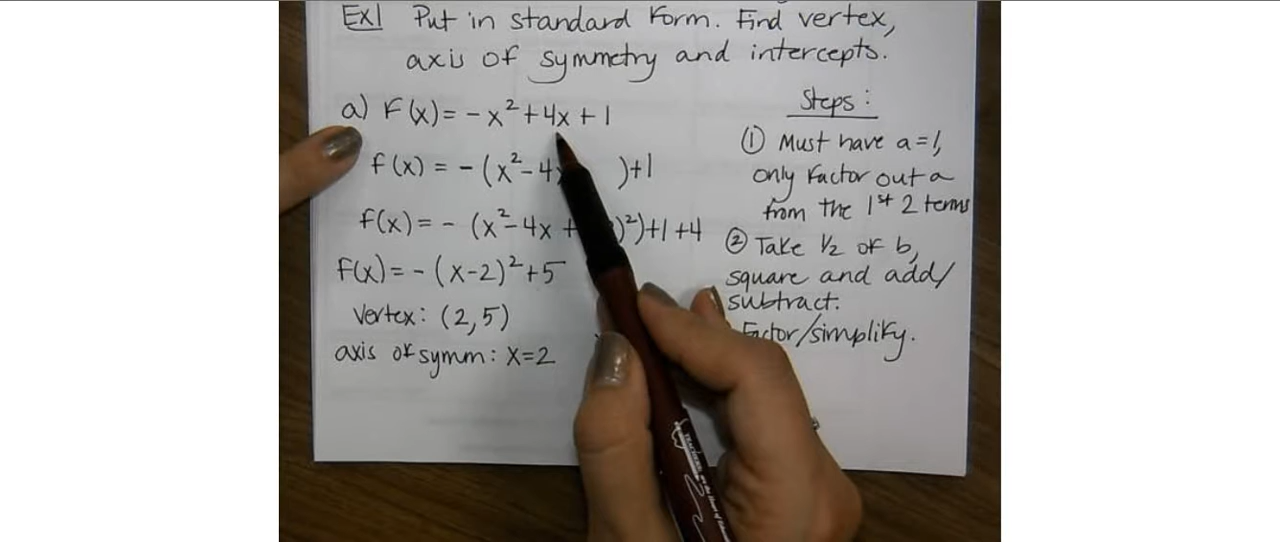 Ex1 Put in standard form. Find vertex,
axis of symmetry and intercepts.
a) F(x) = -x² + 4x + 1
f(x) = - (x² - 4x )+1
f(x) = - (x² - 4x + )²)+1 +4
f(x) = - (x-2)² + 5
Vertex: (2,5)
axis of symm: x=2
Steps:
① Must have a=1,
only factor out a
from the 1st 2 terms
② Take 1/2 of b,
square and add/
subtract.
Factor/simplify.